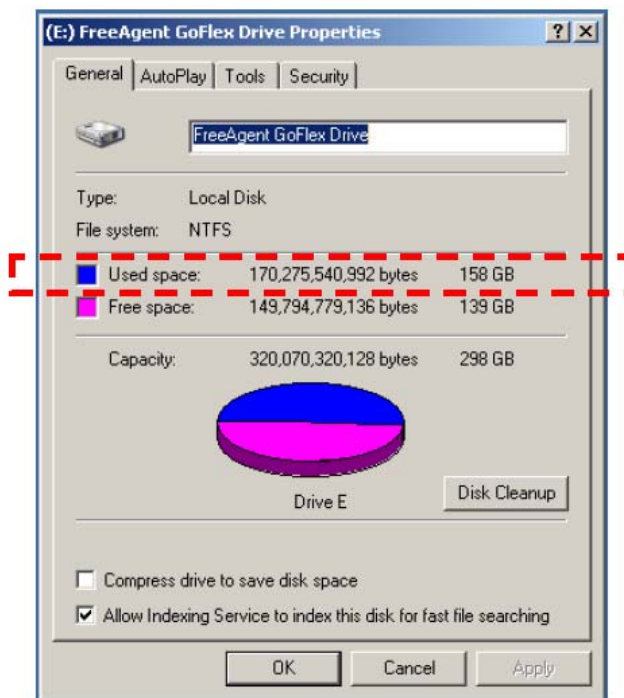 (E:) FreeAgent GoFlex Drive Properties ? X
General AutoPlay Tools Security
FreeAgent GoFlex Drive
Type: Local Disk
File system: NTFS
Used space: 170,275,540,992 bytes 158 GB
Free space: 149,794,779,136 bytes 139 GB
Capacity: 320,070,320,128 bytes 298 GB
Drive E Disk Cleanup
Compress drive to save disk space
Allow Indexing Service to index this disk for fast file searching
OK Cancel Apply